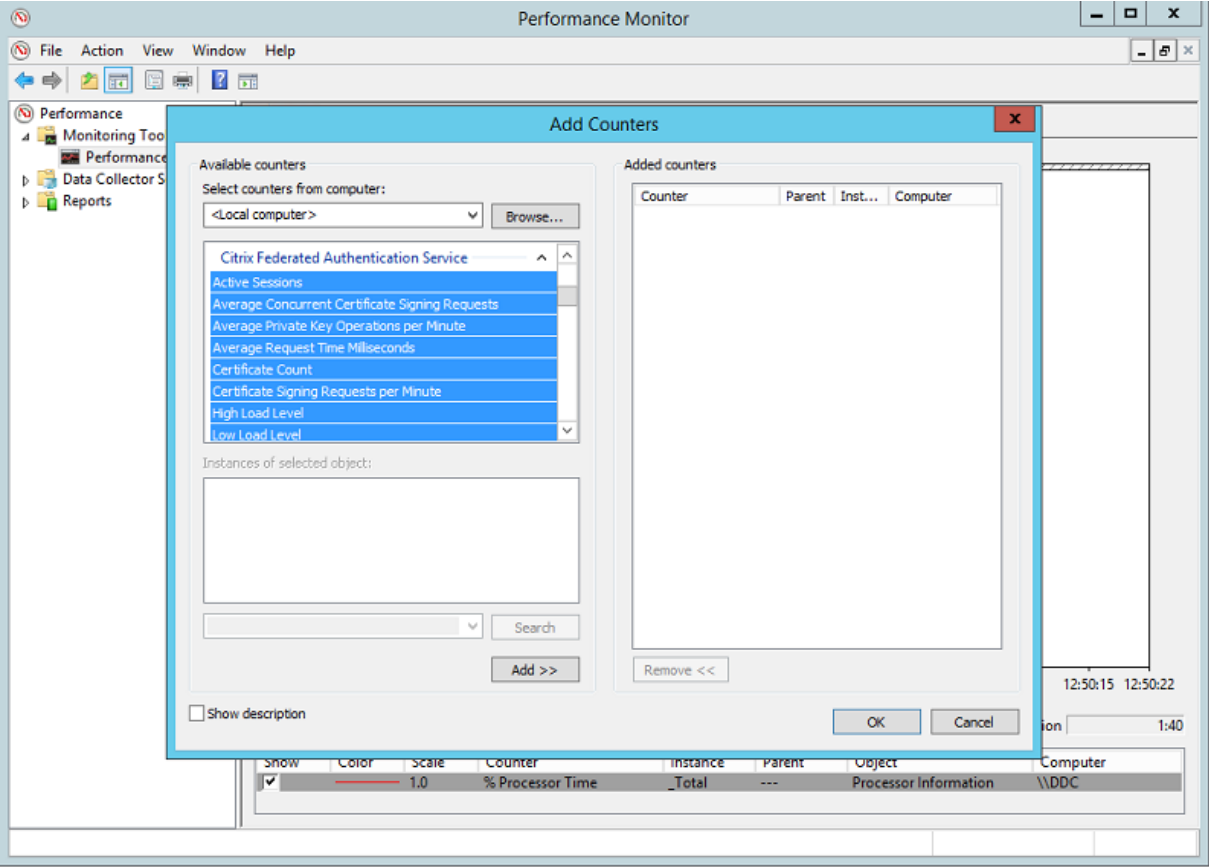 Performance Monitor
File Action View Window Help
Performance
Monitoring Too
Performance
Data Collector S
Reports
Add Counters
Available counters
Select counters from computer:
<Local computer>
Browse...
Citrix Federated Authentication Service
Active Sessions
Average Concurrent Certificate Signing Requests
Average Private Key Operations per Minute
Average Request Time Miliseconds
Certificate Count
Certificate Signing Requests per Minute
High Load Level
Low Load Level
Instances of selected object:
Search
Add >>
Added counters
Counter Parent Inst... Computer
Remove <<
Show description
OK Cancel
12:50:15 12:50:22
ion 1:40
Show Color Scale Counter Instance Parent Object Computer
1.0 % Processor Time _Total --- Processor Information \\DDC